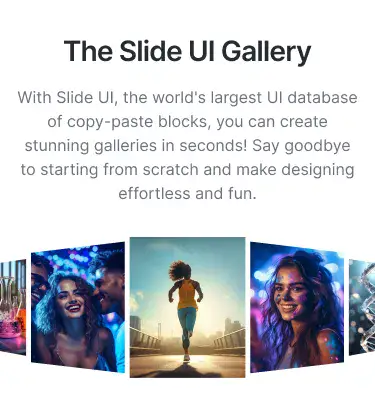 The Slide UI Gallery
With Slide UI, the world's largest UI database
of copy-paste blocks, you can create
stunning galleries in seconds! Say goodbye
to starting from scratch and make designing
effortless and fun.